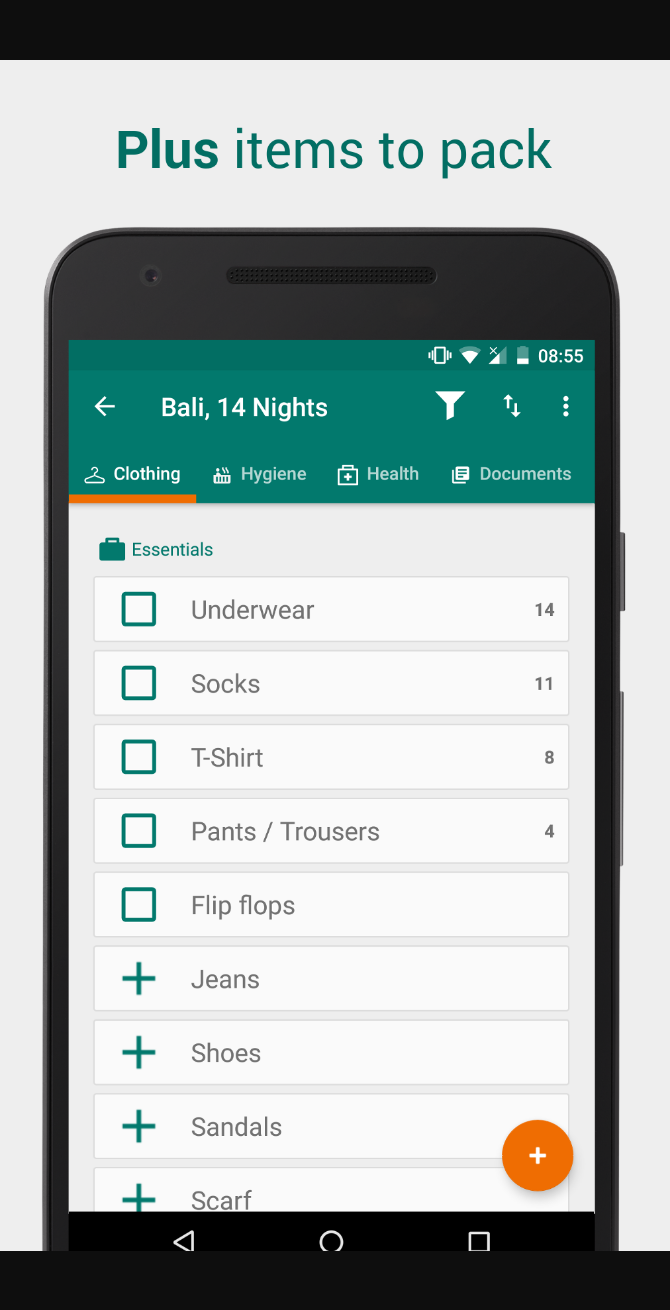 Plus items to pack
08:55
Bali, 14 Nights
Clothing Hygiene Health Documents
Essentials
Underwear 14
Socks 11
T-Shirt 8
Pants / Trousers 4
Flip flops
Jeans
Shoes
Sandals
Scarf